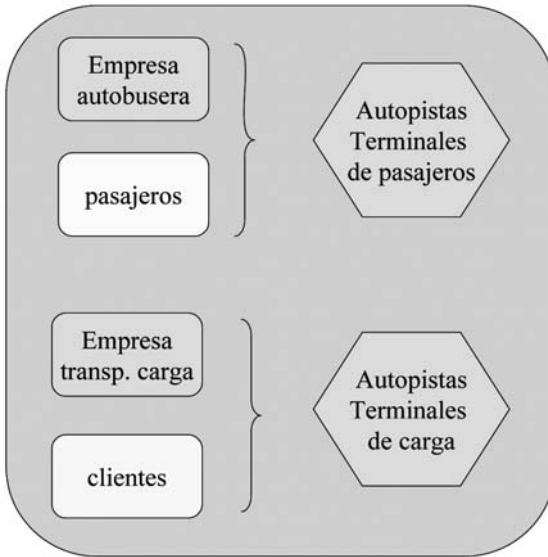 Empresa
autobusera
pasajeros
Autopistas
Terminales
de pasajeros
Empresa
transp. carga
clientes
Autopistas
Terminales
de carga